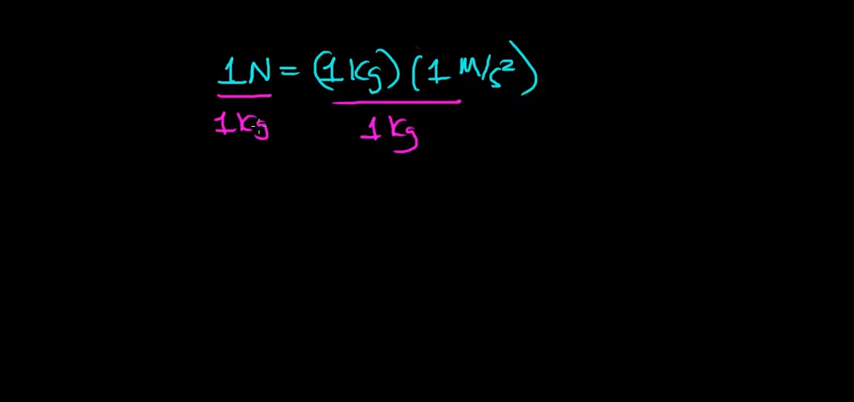 1N = (1Kg) (1 M/s²)
1Kg 1Kg